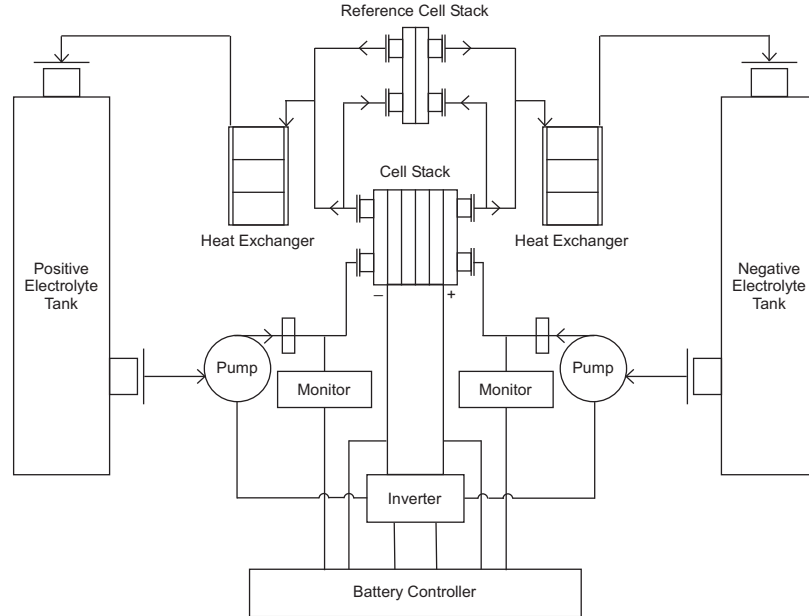 Reference Cell Stack
Cell Stack
Heat Exchanger
Heat Exchanger
Positive
Electrolyte
Tank
Negative
Electrolyte
Tank
– +
Pump
Pump
Monitor
Monitor
Inverter
Battery Controller